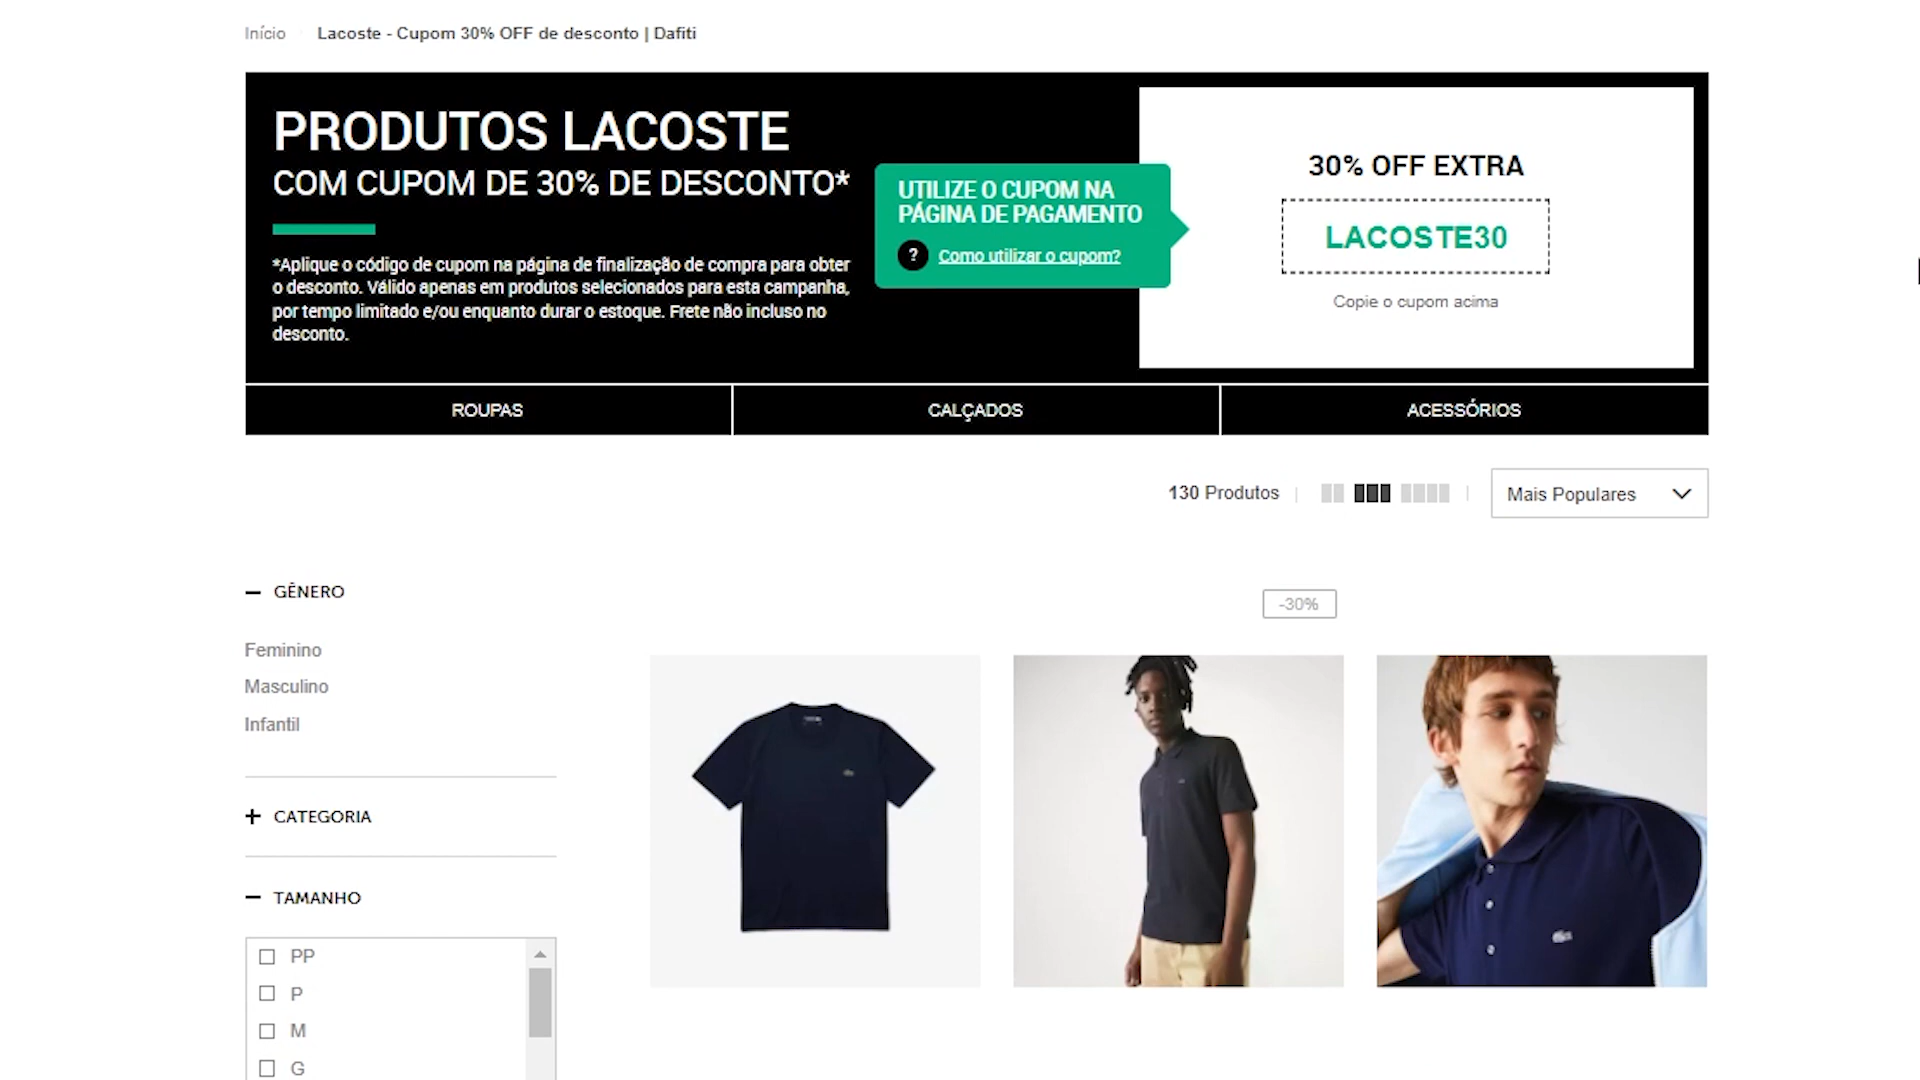 Início
Lacoste - Cupom 30% OFF de desconto | Dafiti
PRODUTOS LACOSTE
COM CUPOM DE 30% DE DESCONTO*
*Aplique o código de cupom na página de finalização de compra para obter
o desconto. Válido apenas em produtos selecionados para esta campanha,
por tempo limitado e/ou enquanto durar o estoque. Frete não incluso no
desconto.
UTILIZE O CUPOM NA
PÁGINA DE PAGAMENTO
? Como utilizar o cupom?
30% OFF EXTRA
LACOSTE30
Copie o cupom acima
ROUPAS
CALÇADOS
ACESSÓRIOS
130 Produtos
Mais Populares
GÊNERO
Feminino
Masculino
Infantil
CATEGORIA
TAMANHO
PP
P
M
G
-30%